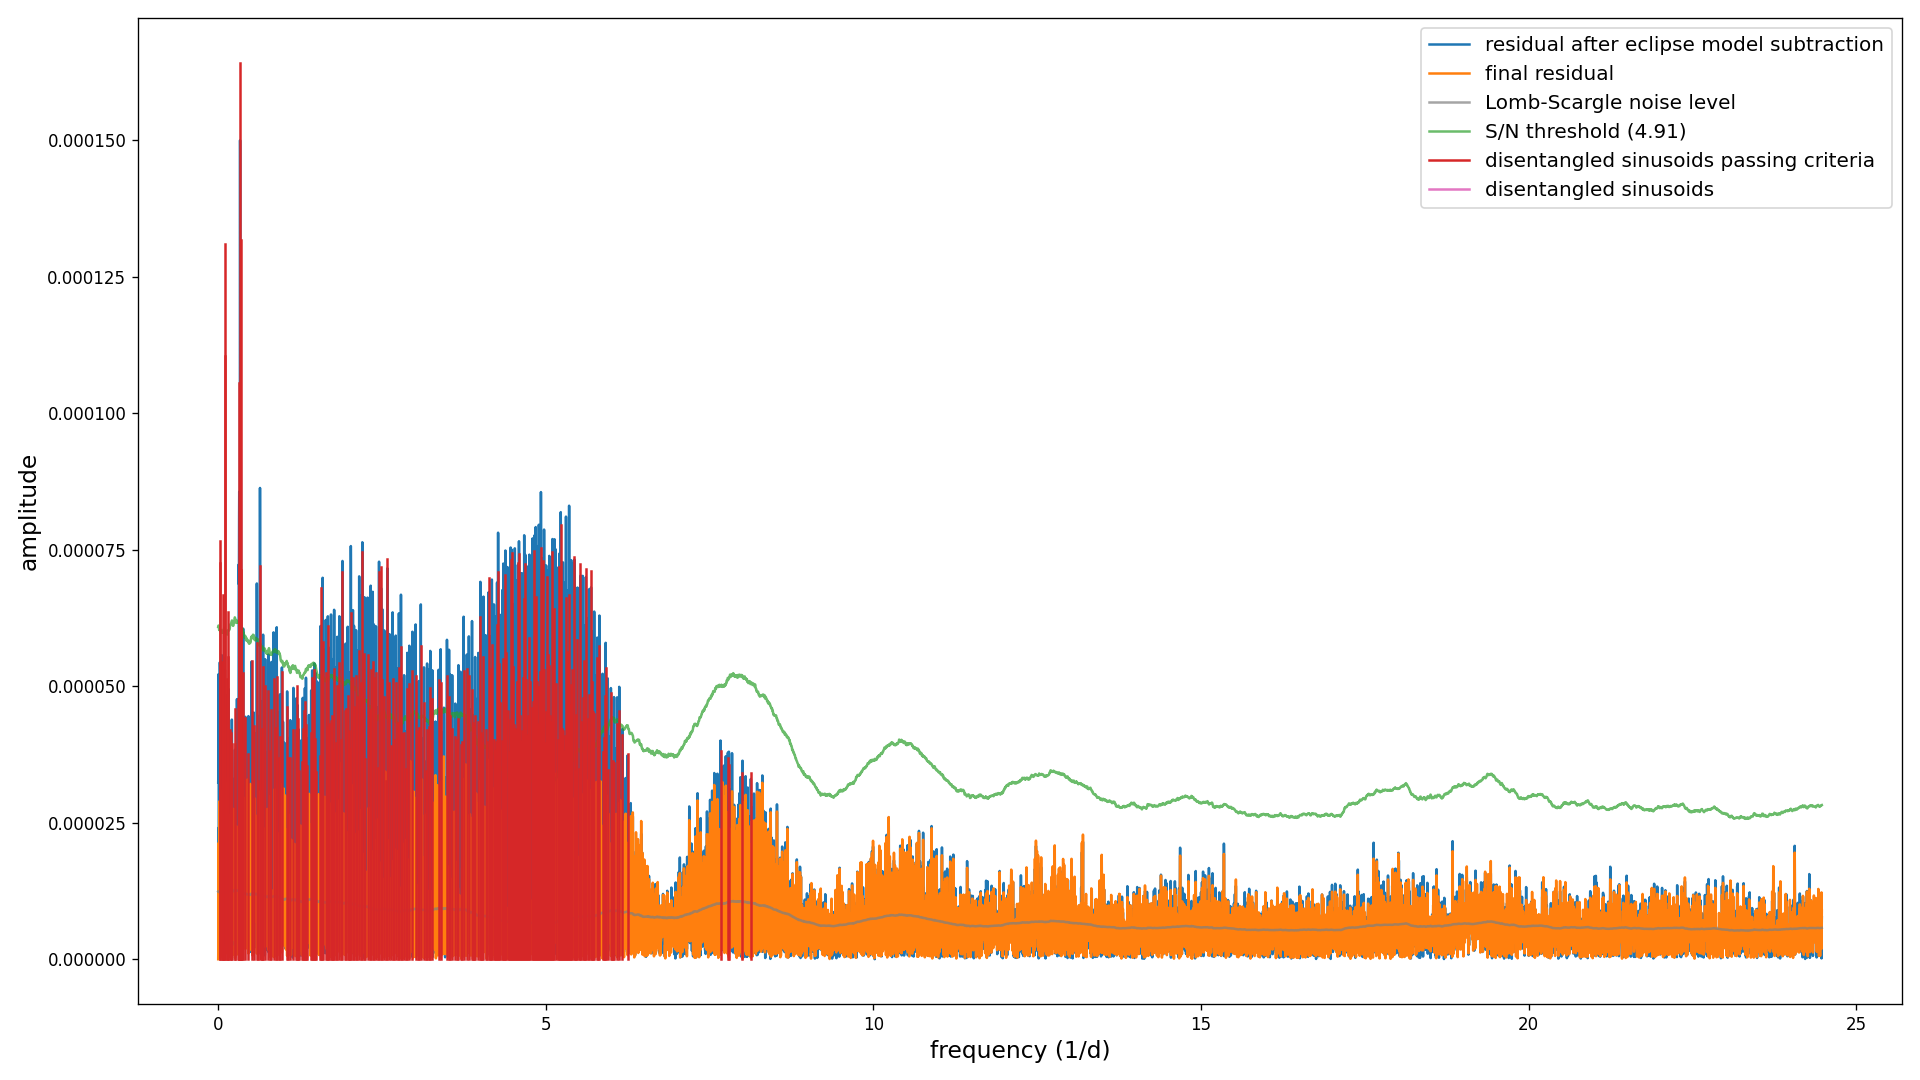 residual after eclipse model subtraction
final residual
Lomb-Scargle noise level
S/N threshold (4.91)
disentangled sinusoids passing criteria
disentangled sinusoids
amplitude
0.000150
0.000125
0.000100
0.000075
0.000050
0.000025
0.000000
0
5
10
15
20
25
frequency (1/d)